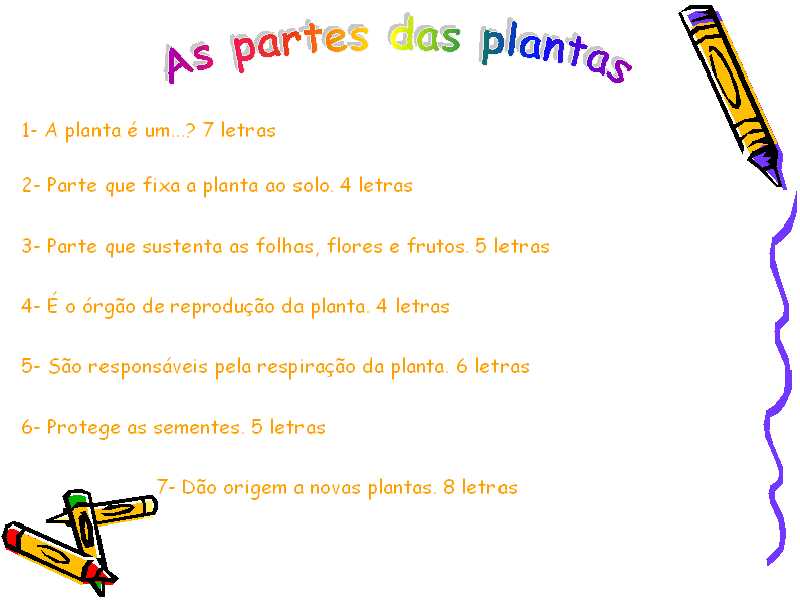 As partes das plantas
1- A planta é um...? 7 letras
2- Parte que fixa a planta ao solo. 4 letras
3- Parte que sustenta as folhas, flores e frutos. 5 letras
4- É o órgão de reprodução da planta. 4 letras
5- São responsáveis pela respiração da planta. 6 letras
6- Protege as sementes. 5 letras
7- Dão origem a novas plantas. 8 letras